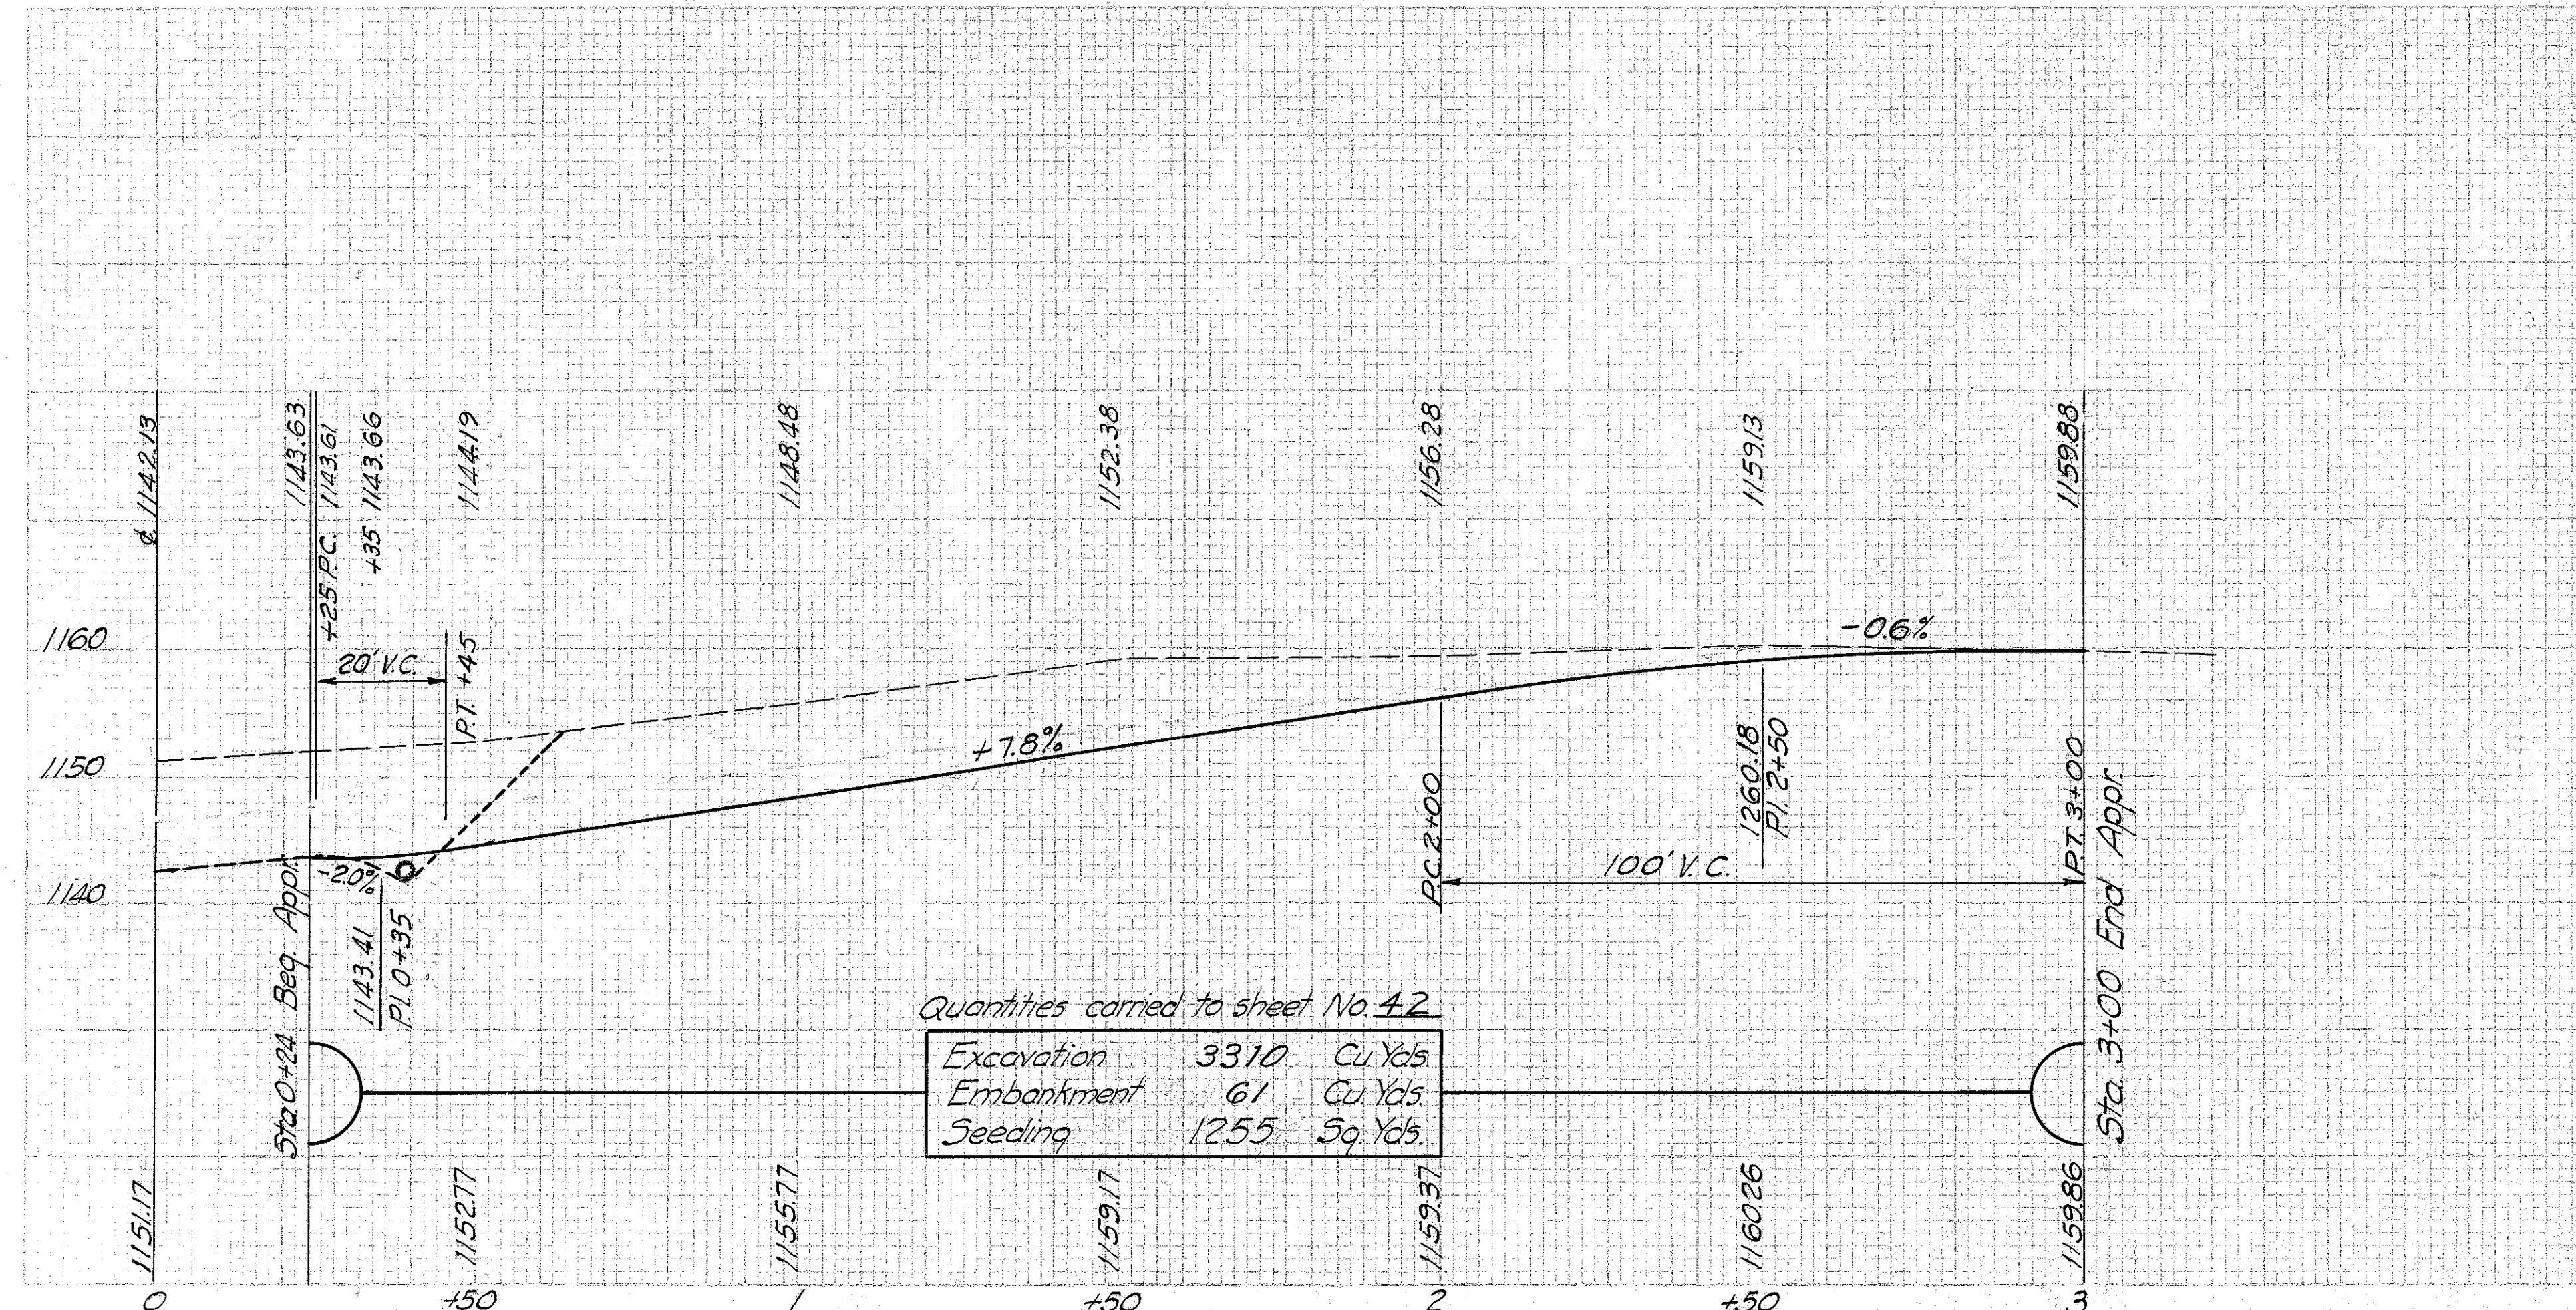 ℄ 1142.13
1143.63
+25 P.C. 1143.61
+35 1143.66
1144.19
1148.48
1152.38
1156.28
1159.13
1159.88
1160
1150
1140
20' V.C.
P.T. +45
-0.6%
+7.8%
-2.0%
1143.41
P.I. 0+35
Sta. 0+24 Beg. Appr.
P.C. 2+00
1260.18
P.I. 2+50
100' V.C.
P.T. 3+00
Sta. 3+00 End Appr.
Quantities carried to sheet No. 42
Excavation 3310 Cu. Yds.
Embankment 61 Cu. Yds.
Seeding 1255 Sq. Yds.
1151.17
1152.77
1155.77
1159.17
1159.37
1160.26
1159.86
0 +50 1 +50 2 +50 3